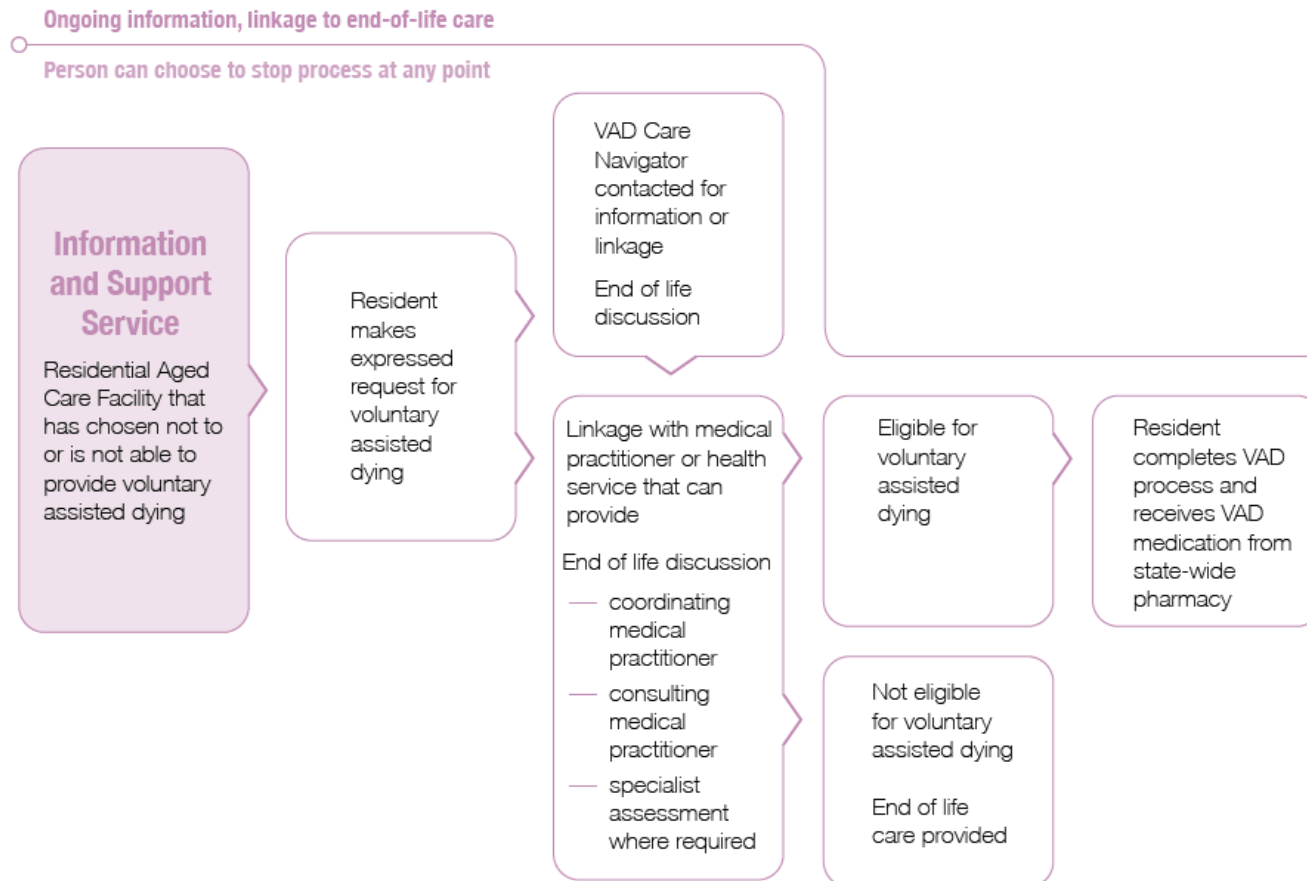 Ongoing information, linkage to end-of-life care
Person can choose to stop process at any point
Information
and Support
Service
Residential Aged
Care Facility that
has chosen not to
or is not able to
provide voluntary
assisted dying
Resident
makes
expressed
request for
voluntary
assisted
dying
VAD Care
Navigator
contacted for
information or
linkage
End of life
discussion
Linkage with medical
practitioner or health
service that can
provide
End of life discussion
— coordinating
medical
practitioner
— consulting
medical
practitioner
— specialist
assessment
where required
Eligible for
voluntary
assisted
dying
Resident
completes VAD
process and
receives VAD
medication from
state-wide
pharmacy
Not eligible
for voluntary
assisted dying
End of life
care provided